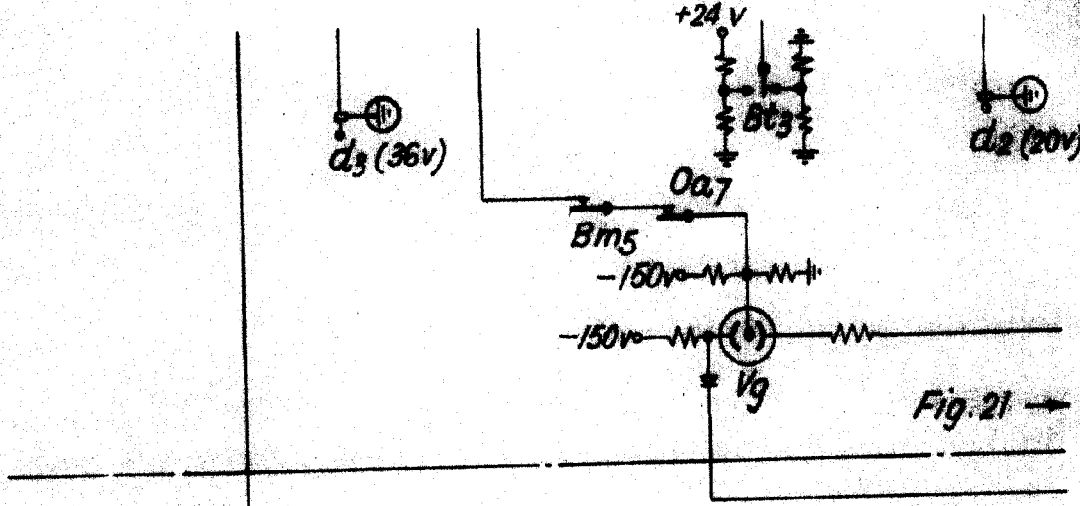 +24 v
Bt3
d3 (36v)
d2 (20v)
Oa7
Bm5
-150v
-150v
Vg
Fig. 21